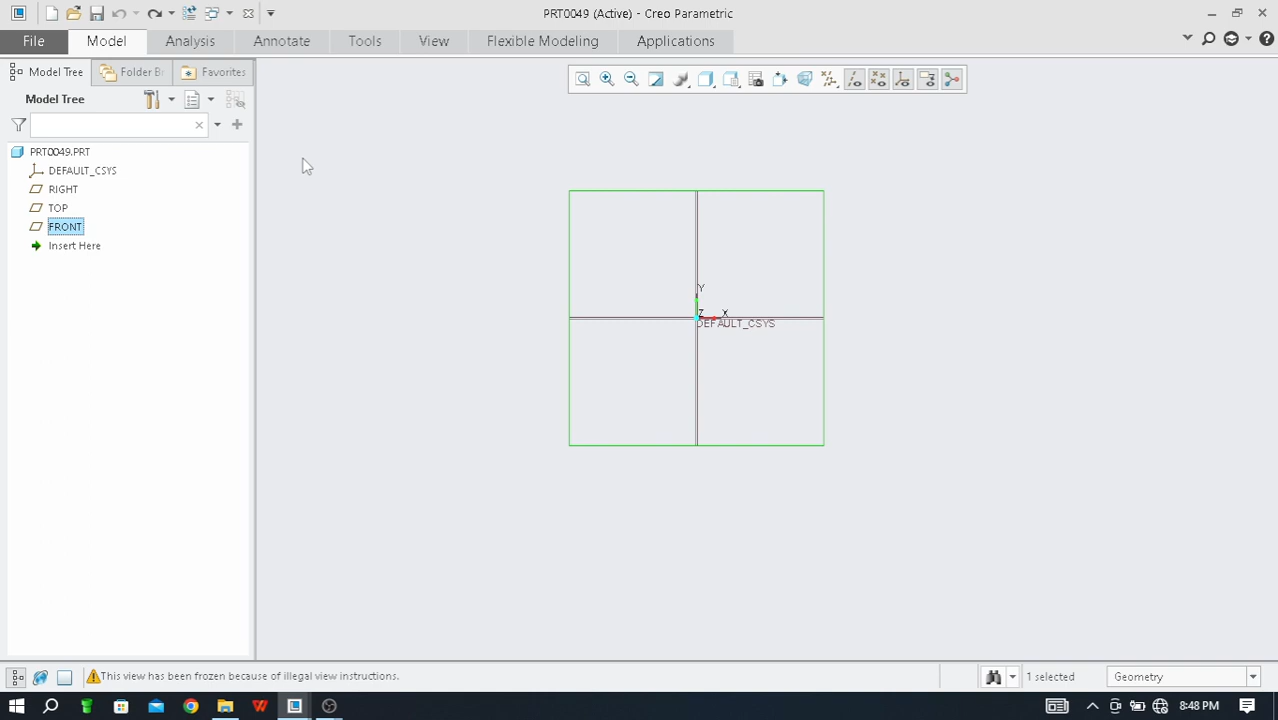 PRT0049 (Active) - Creo Parametric
File
Model
Analysis
Annotate
Tools
View
Flexible Modeling
Applications
Model Tree
Folder Br
Favorites
Model Tree
PRT0049.PRT
DEFAULT_CSYS
RIGHT
TOP
FRONT
Insert Here
Y
Z
X
DEFAULT_CSYS
This view has been frozen because of illegal view instructions.
1 selected
Geometry
8:48 PM